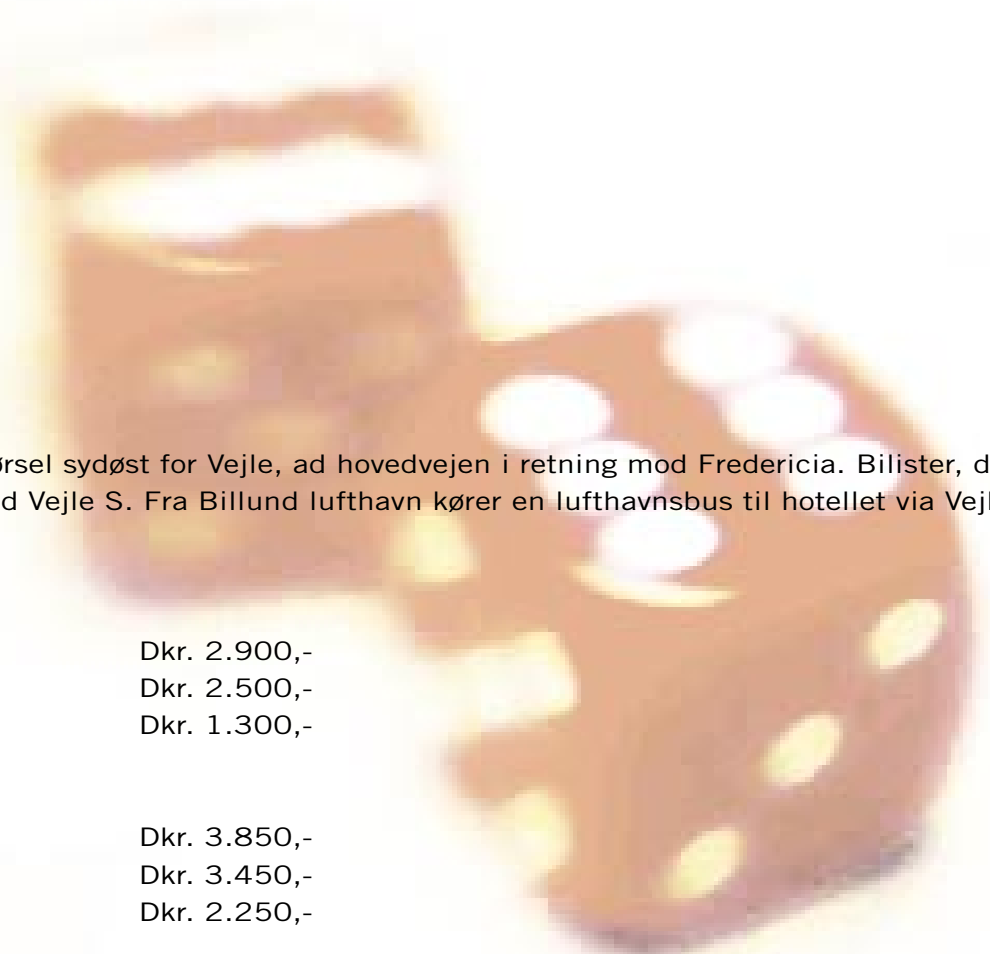 ørsel sydøst for Vejle, ad hovedvejen i retning mod Fredericia. Bilister, d
d Vejle S. Fra Billund lufthavn kører en lufthavnsbus til hotellet via Vejl
Dkr. 2.900,-
Dkr. 2.500,-
Dkr. 1.300,-
Dkr. 3.850,-
Dkr. 3.450,-
Dkr. 2.250,-